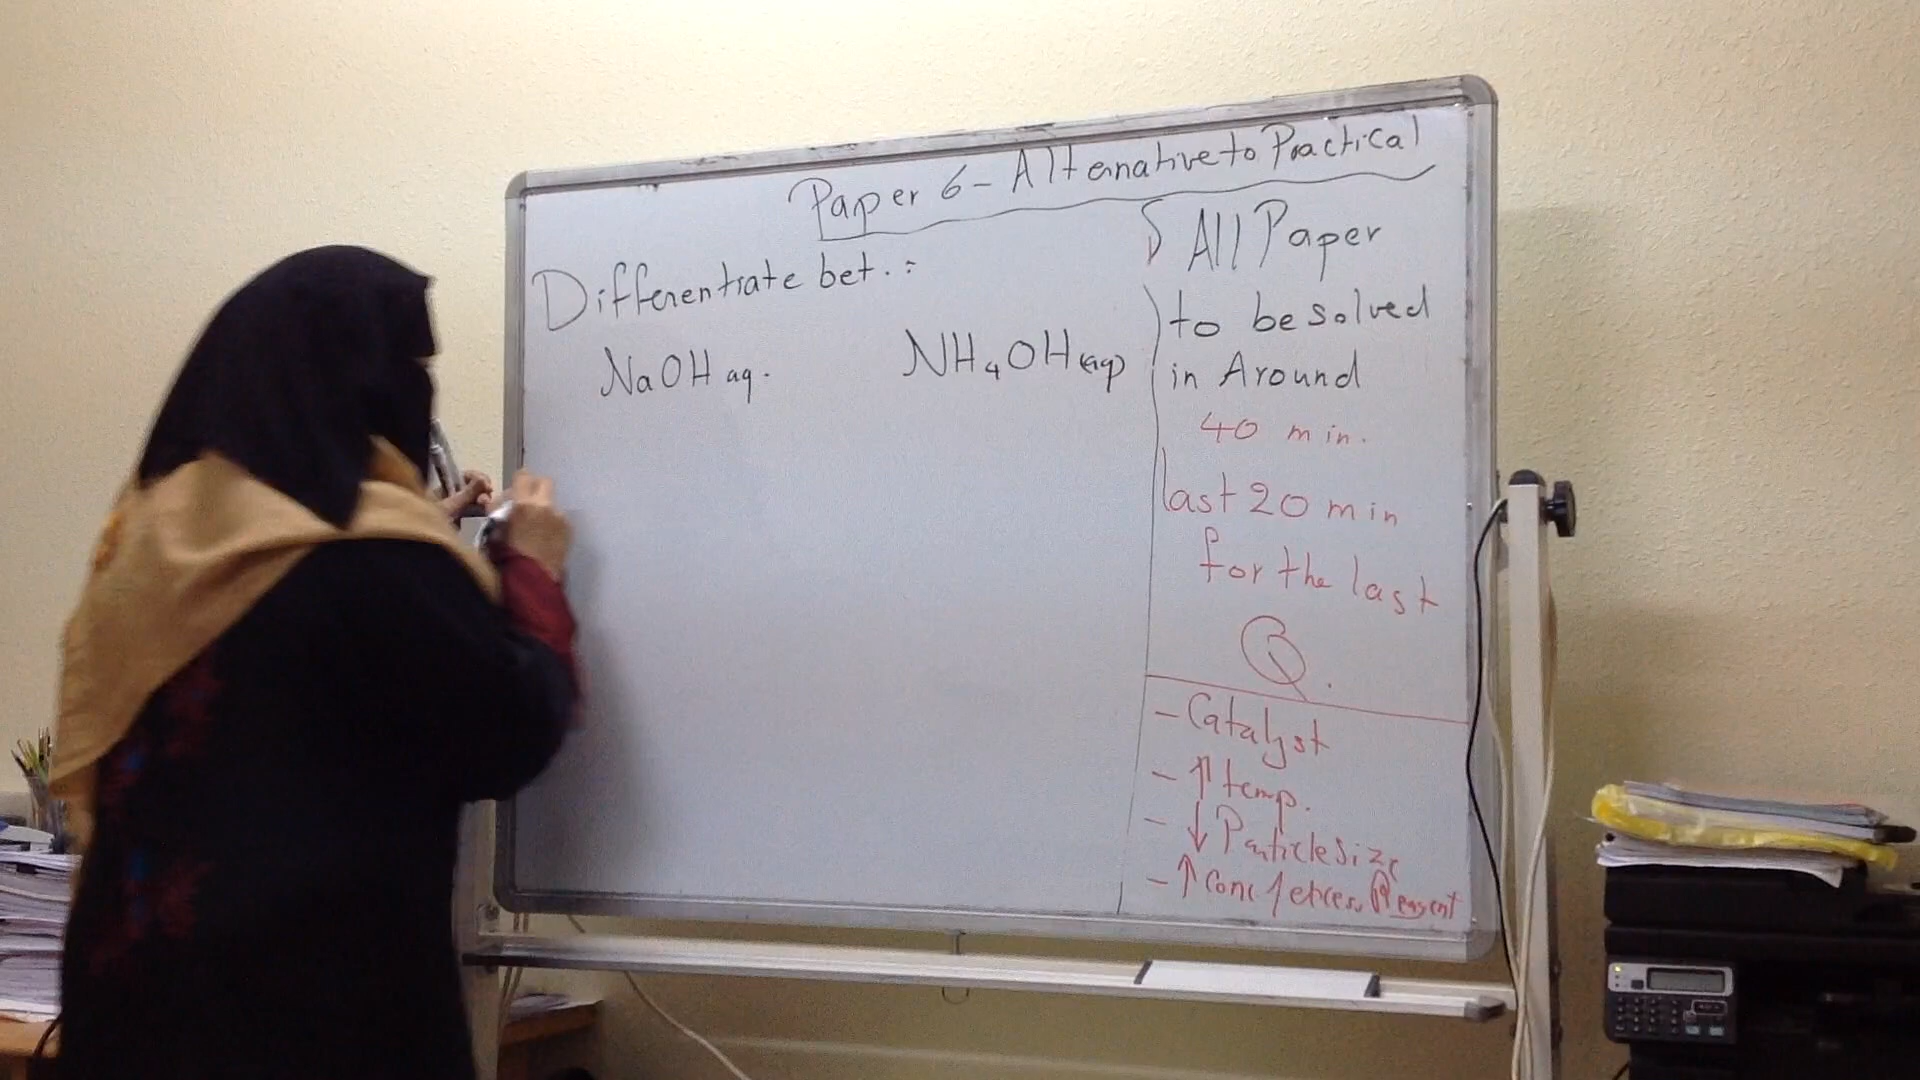 Paper 6 - Alternative to Practical
Differentiate bet. :
NaOH aq.
NH₄OH (aq)
All Paper
to be solved
in Around
40 min.
last 20 min
for the last
Q.
- Catalyst
- ↑ temp.
- ↓ Particle Size
- ↑ Conc / excess Reagent